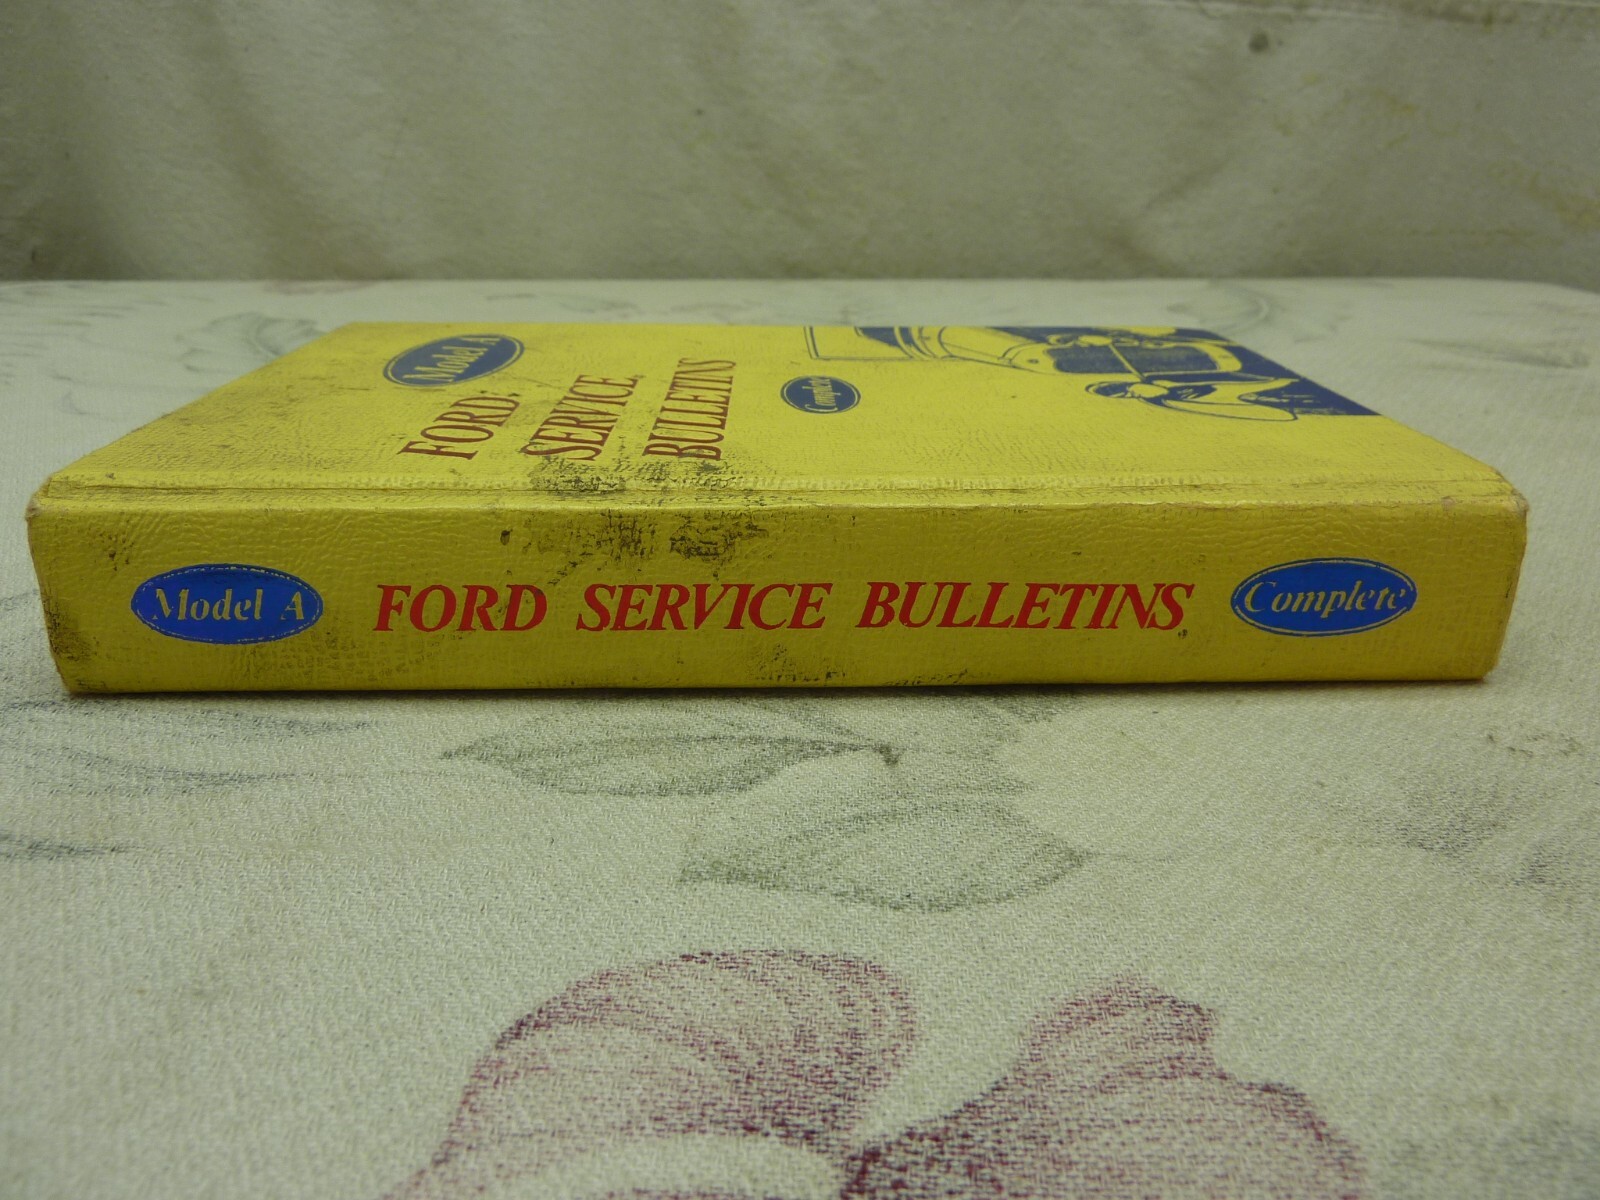 Model A
FORD:
SERVICE
BULLETINS
Complete
Model A FORD SERVICE BULLETINS Complete